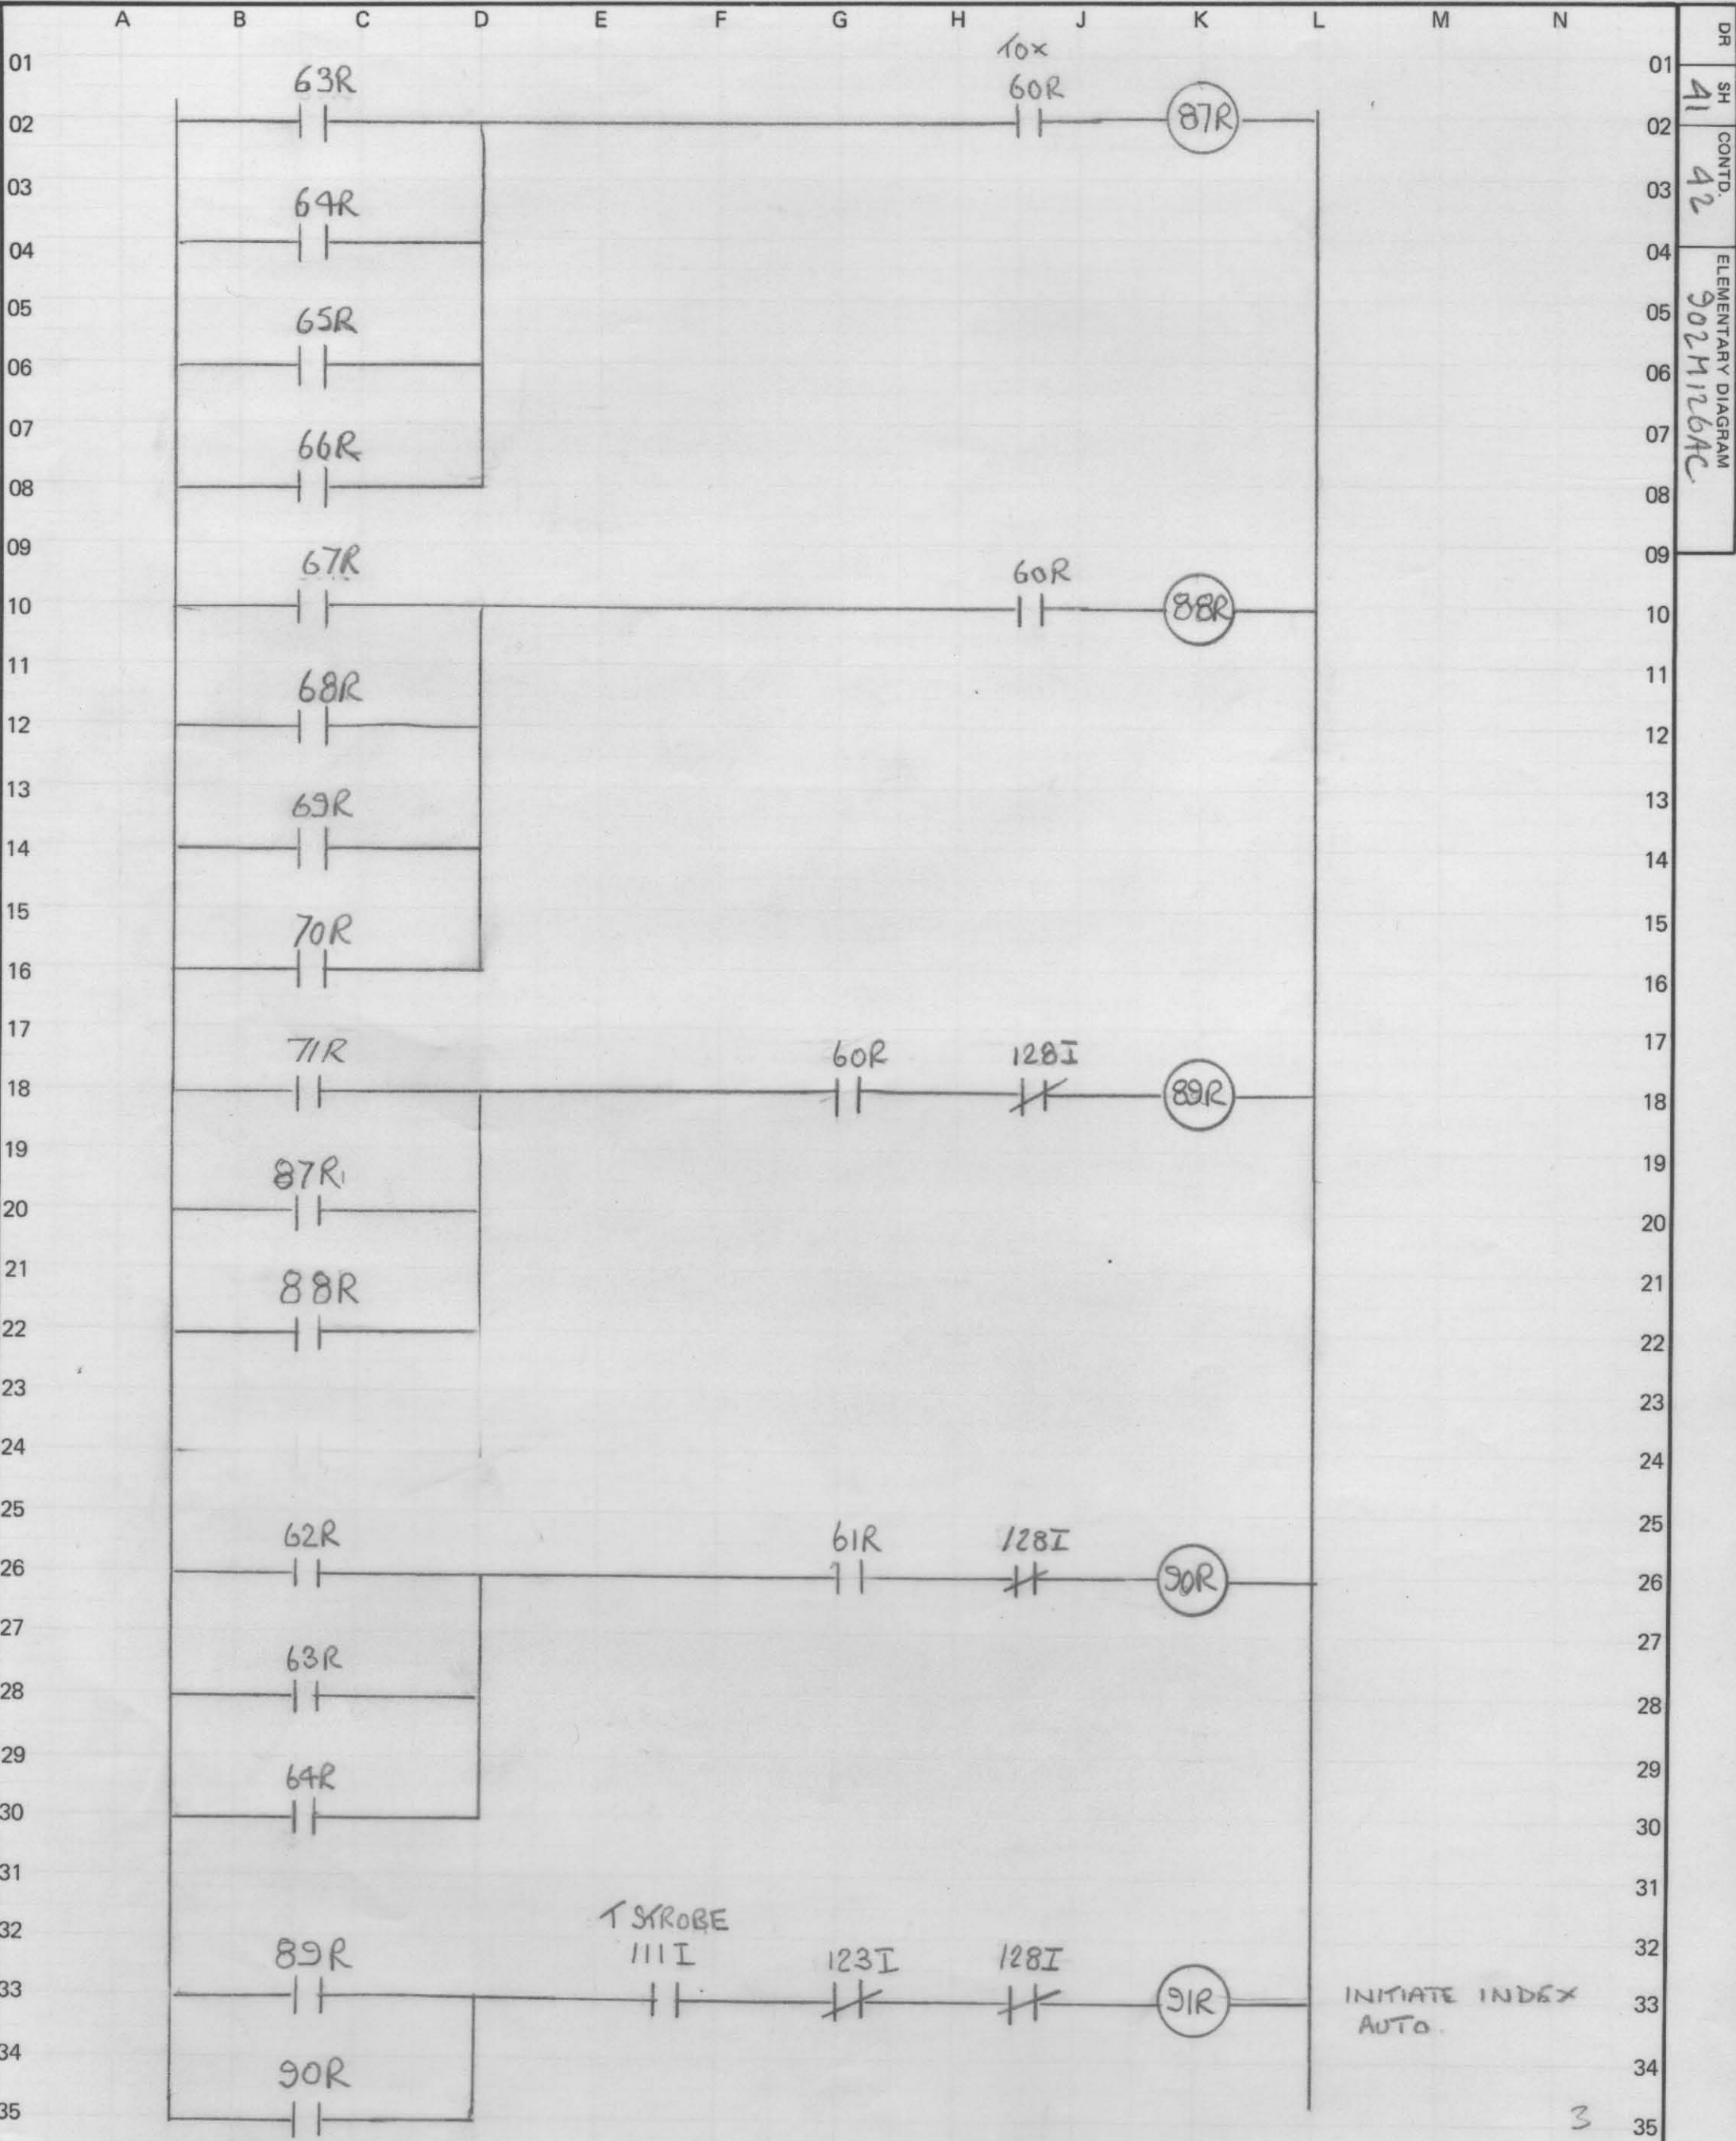 A B C D E F G H J K L M N
DR
SH 41
CONTD. 42
ELEMENTARY DIAGRAM
902M126AC
01 01
TOX
63R 60R
02 87R 02
03 03
64R
04 04
05 05
65R
06 06
07 07
66R
08 08
09 09
67R 60R
10 88R 10
11 11
68R
12 12
13 13
69R
14 14
15 15
70R
16 16
17 17
71R 60R 128I
18 89R 18
19 19
87R
20 20
21 21
88R
22 22
23 23
24 24
25 25
62R 61R 128I
26 90R 26
27 27
63R
28 28
29 29
64R
30 30
31 31
T STROBE
32 32
89R 111I 123I 128I
33 91R INITIATE INDEX 33
AUTO.
34 34
90R
35 3 35